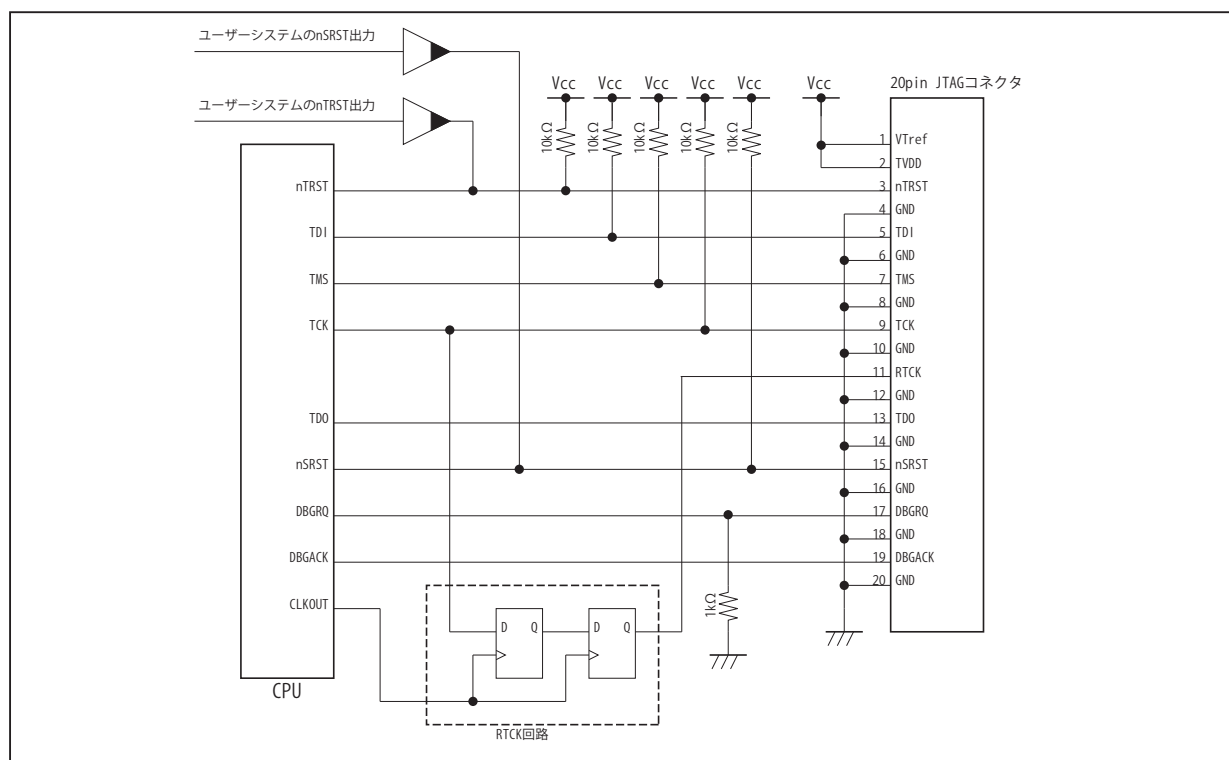 ユーザーシステムのnSRST出力
ユーザーシステムのnTRST出力
Vcc
Vcc
Vcc
Vcc
Vcc
Vcc
10kΩ
10kΩ
10kΩ
10kΩ
10kΩ
20pin JTAGコネクタ
nTRST
TDI
TMS
TCK
TDO
nSRST
DBGRQ
DBGACK
CLKOUT
CPU
1 VTref
2 TVDD
3 nTRST
4 GND
5 TDI
6 GND
7 TMS
8 GND
9 TCK
10 GND
11 RTCK
12 GND
13 TDO
14 GND
15 nSRST
16 GND
17 DBGRQ
18 GND
19 DBGACK
20 GND
1kΩ
D Q
D Q
RTCK回路